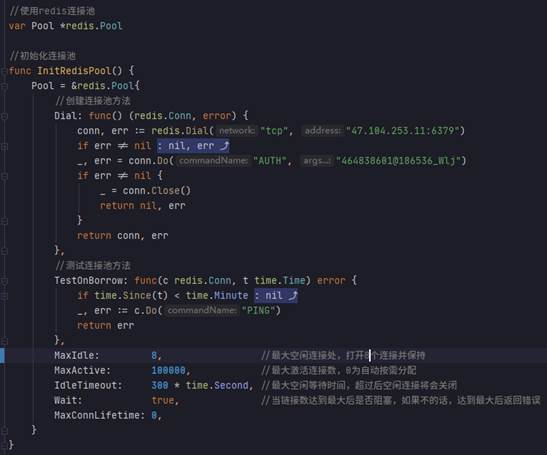 //使用redis连接池
var Pool *redis.Pool
//初始化连接池
func InitRedisPool() {
Pool = &redis.Pool{
//创建连接池方法
Dial: func() (redis.Conn, error) {
conn, err := redis.Dial( network: "tcp", address: "47.104.253.11:6379")
if err ≠ nil : nil, err ⤴
_, err = conn.Do( commandName: "AUTH", args...: "464838601@186536_Wlj")
if err ≠ nil {
_ = conn.Close()
return nil, err
}
return conn, err
},
//测试连接池方法
TestOnBorrow: func(c redis.Conn, t time.Time) error {
if time.Since(t) < time.Minute : nil ⤴
_, err := c.Do( commandName: "PING")
return err
},
MaxIdle: 8, //最大空闲连接处，打开8个连接并保持
MaxActive: 100000, //最大激活连接数，0为自动按需分配
IdleTimeout: 300 * time.Second, //最大空闲等待时间，超过后空闲连接将会关闭
Wait: true, //当链接数达到最大后是否阻塞，如果不的话，达到最大后返回错误
MaxConnLifetime: 0,
}
}